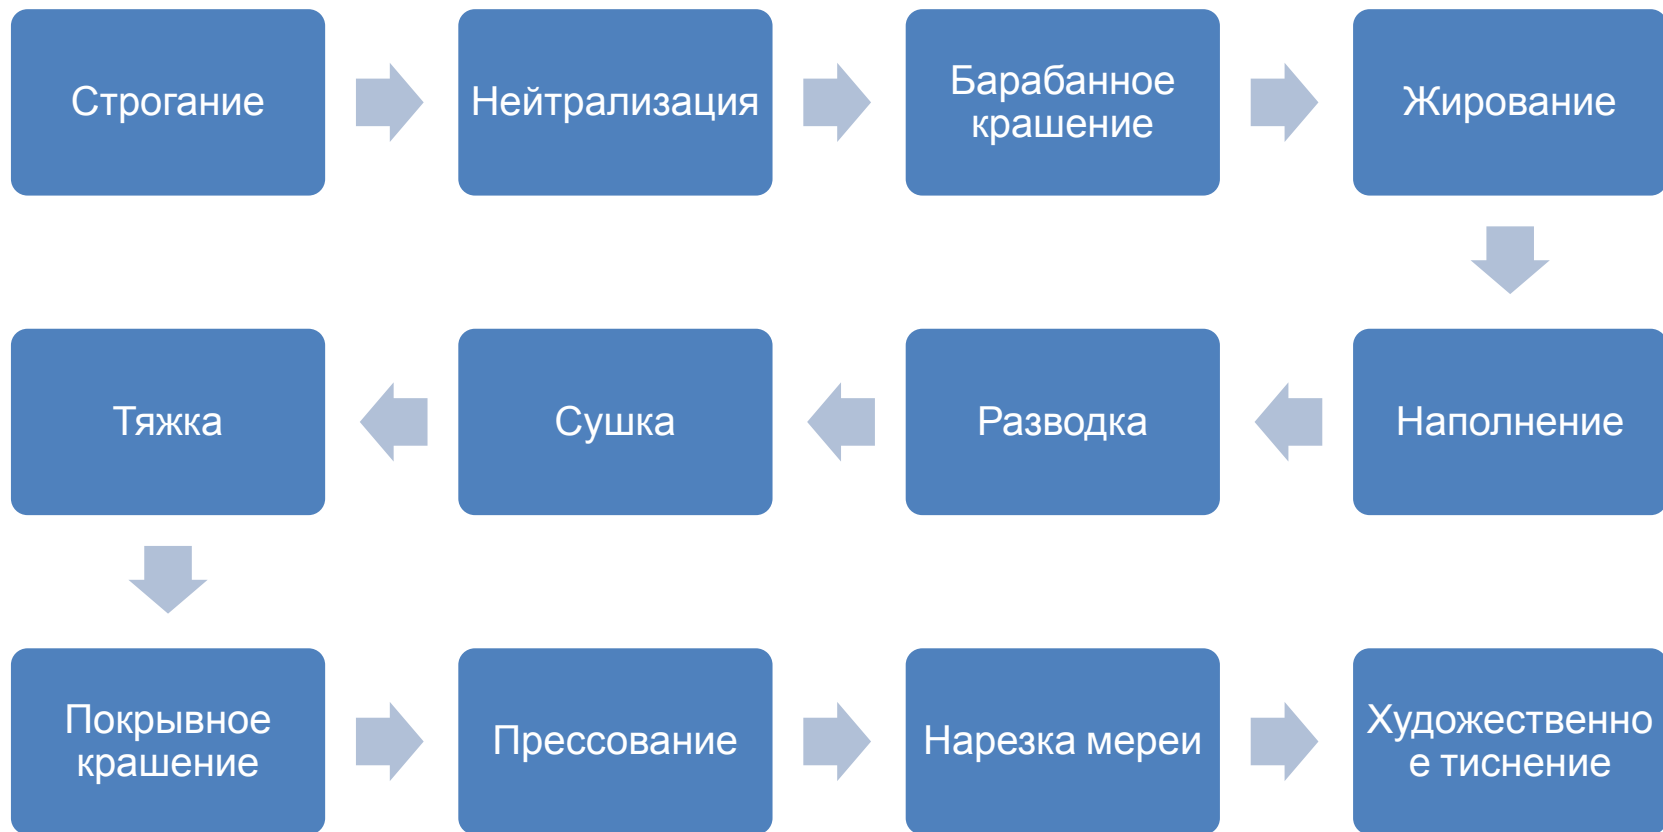 Строгание
Нейтрализация
Барабанное
крашение
Жирование
Наполнение
Разводка
Сушка
Тяжка
Покрывное
крашение
Прессование
Нарезка мереи
Художественно
е тиснение